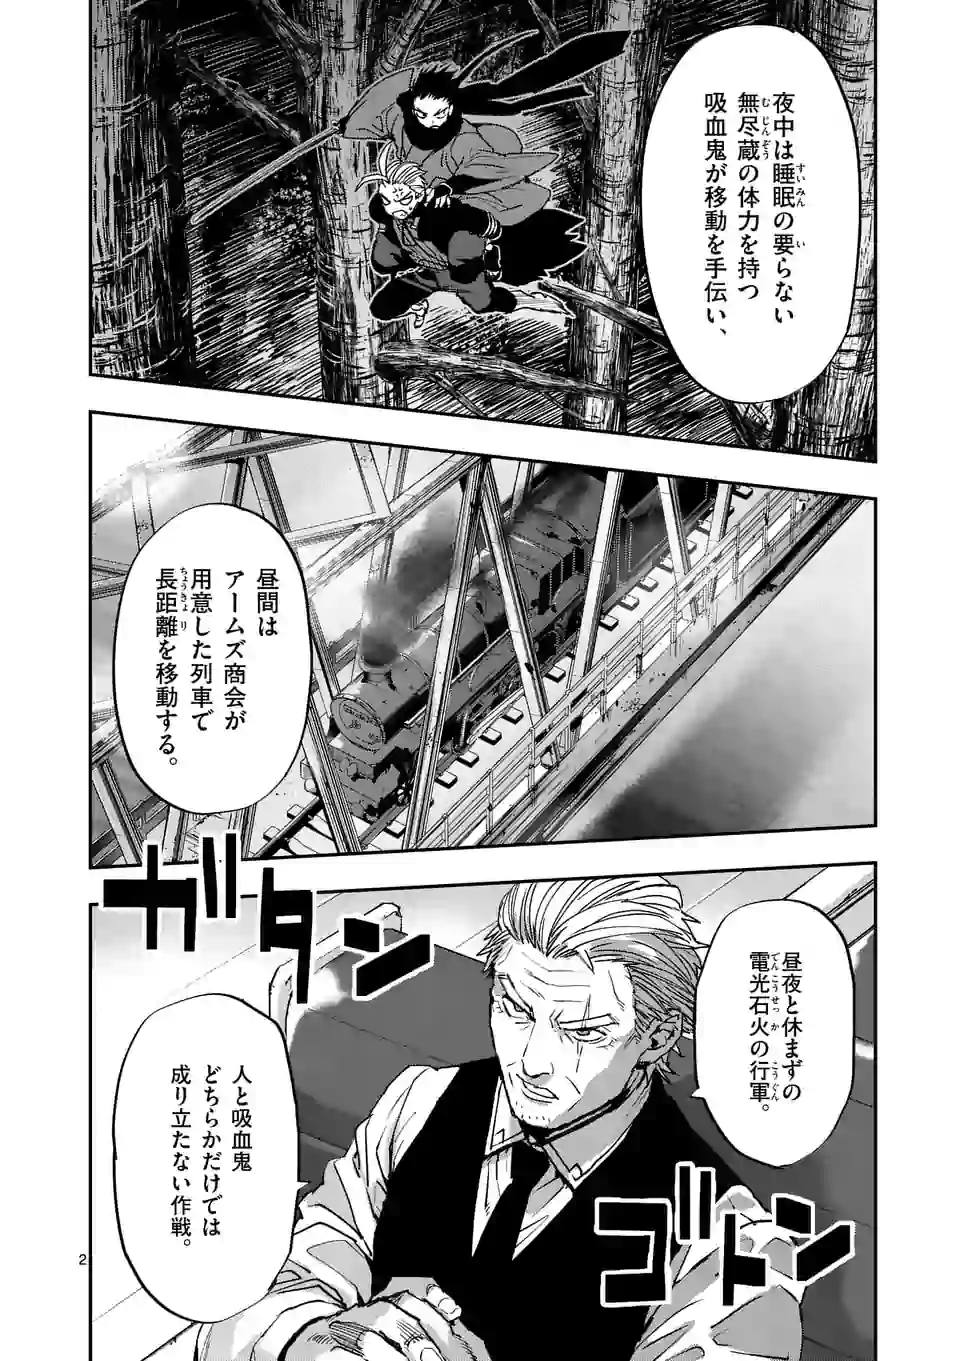 夜中は睡眠の要らない
無尽蔵の体力を持つ
吸血鬼が移動を手伝い、
昼間は
アームズ商会が
用意した列車で
長距離を移動する。
ガタン
昼夜と休まずの
電光石火の行軍。
人と吸血鬼
どちらかだけでは
成り立たない作戦。
ゴトン
2